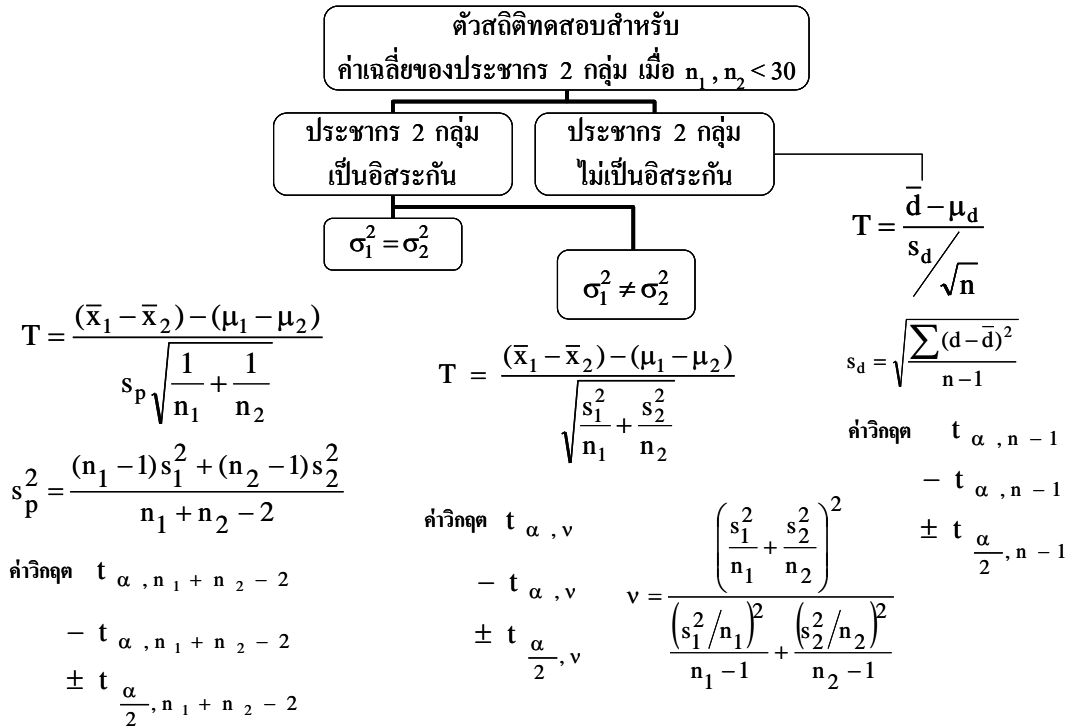 ตัวสถิติทดสอบสำหรับ
ค่าเฉลี่ยของประชากร 2 กลุ่ม เมื่อ n₁ , n₂ < 30
ประชากร 2 กลุ่ม
เป็นอิสระกัน
ประชากร 2 กลุ่ม
ไม่เป็นอิสระกัน
σ₁² = σ₂²
σ₁² ≠ σ₂²
T = ((x̅₁ − x̅₂) − (μ₁ − μ₂)) / (s_p √(1/n₁ + 1/n₂))
s_p² = ((n₁ − 1)s₁² + (n₂ − 1)s₂²) / (n₁ + n₂ − 2)
ค่าวิกฤต t_{α , n₁ + n₂ − 2}
− t_{α , n₁ + n₂ − 2}
± t_{α/2 , n₁ + n₂ − 2}
T = ((x̅₁ − x̅₂) − (μ₁ − μ₂)) / √(s₁²/n₁ + s₂²/n₂)
ค่าวิกฤต t_{α , ν}
− t_{α , ν}
± t_{α/2 , ν}
ν = (s₁²/n₁ + s₂²/n₂)² / ((s₁²/n₁)²/(n₁ − 1) + (s₂²/n₂)²/(n₂ − 1))
T = (d̅ − μ_d) / (s_d/√n)
s_d = √(∑(d − d̅)² / (n − 1))
ค่าวิกฤต t_{α , n − 1}
− t_{α , n − 1}
± t_{α/2 , n − 1}